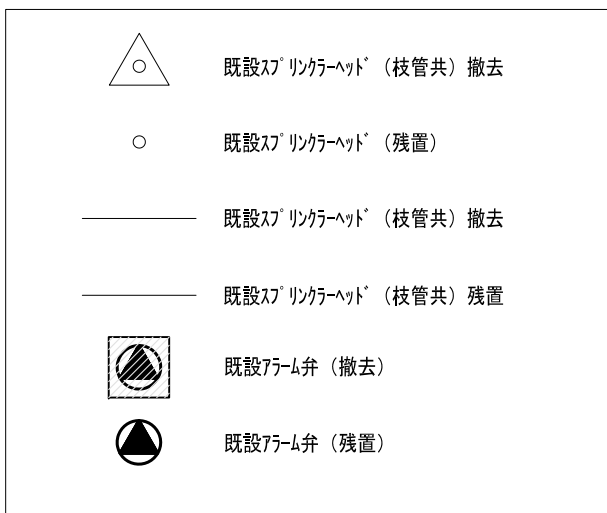 既設ｽﾌﾟﾘﾝｸﾗｰﾍｯﾄﾞ（枝管共）撤去
既設ｽﾌﾟﾘﾝｸﾗｰﾍｯﾄﾞ（残置）
既設ｽﾌﾟﾘﾝｸﾗｰﾍｯﾄﾞ（枝管共）撤去
既設ｽﾌﾟﾘﾝｸﾗｰﾍｯﾄﾞ（枝管共）残置
既設ｱﾗｰﾑ弁（撤去）
既設ｱﾗｰﾑ弁（残置）